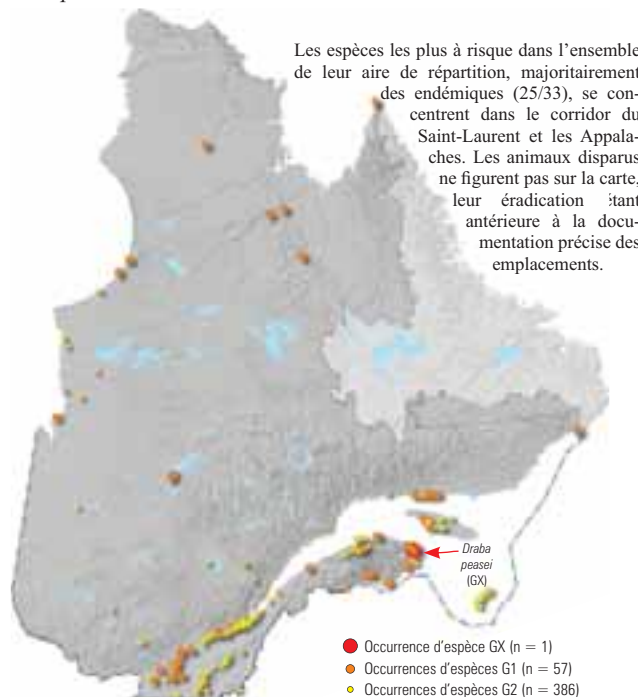 Les espèces les plus à risque dans l'ensemble
de leur aire de répartition, majoritairement
des endémiques (25/33), se con-
centrent dans le corridor du
Saint-Laurent et les Appala-
ches. Les animaux disparus
ne figurent pas sur la carte,
leur éradication étant
antérieure à la docu-
mentation précise des
emplacements.
Draba
peasei
(GX)
Occurrence d'espèce GX (n = 1)
Occurrences d'espèces G1 (n = 57)
Occurrences d'espèces G2 (n = 386)